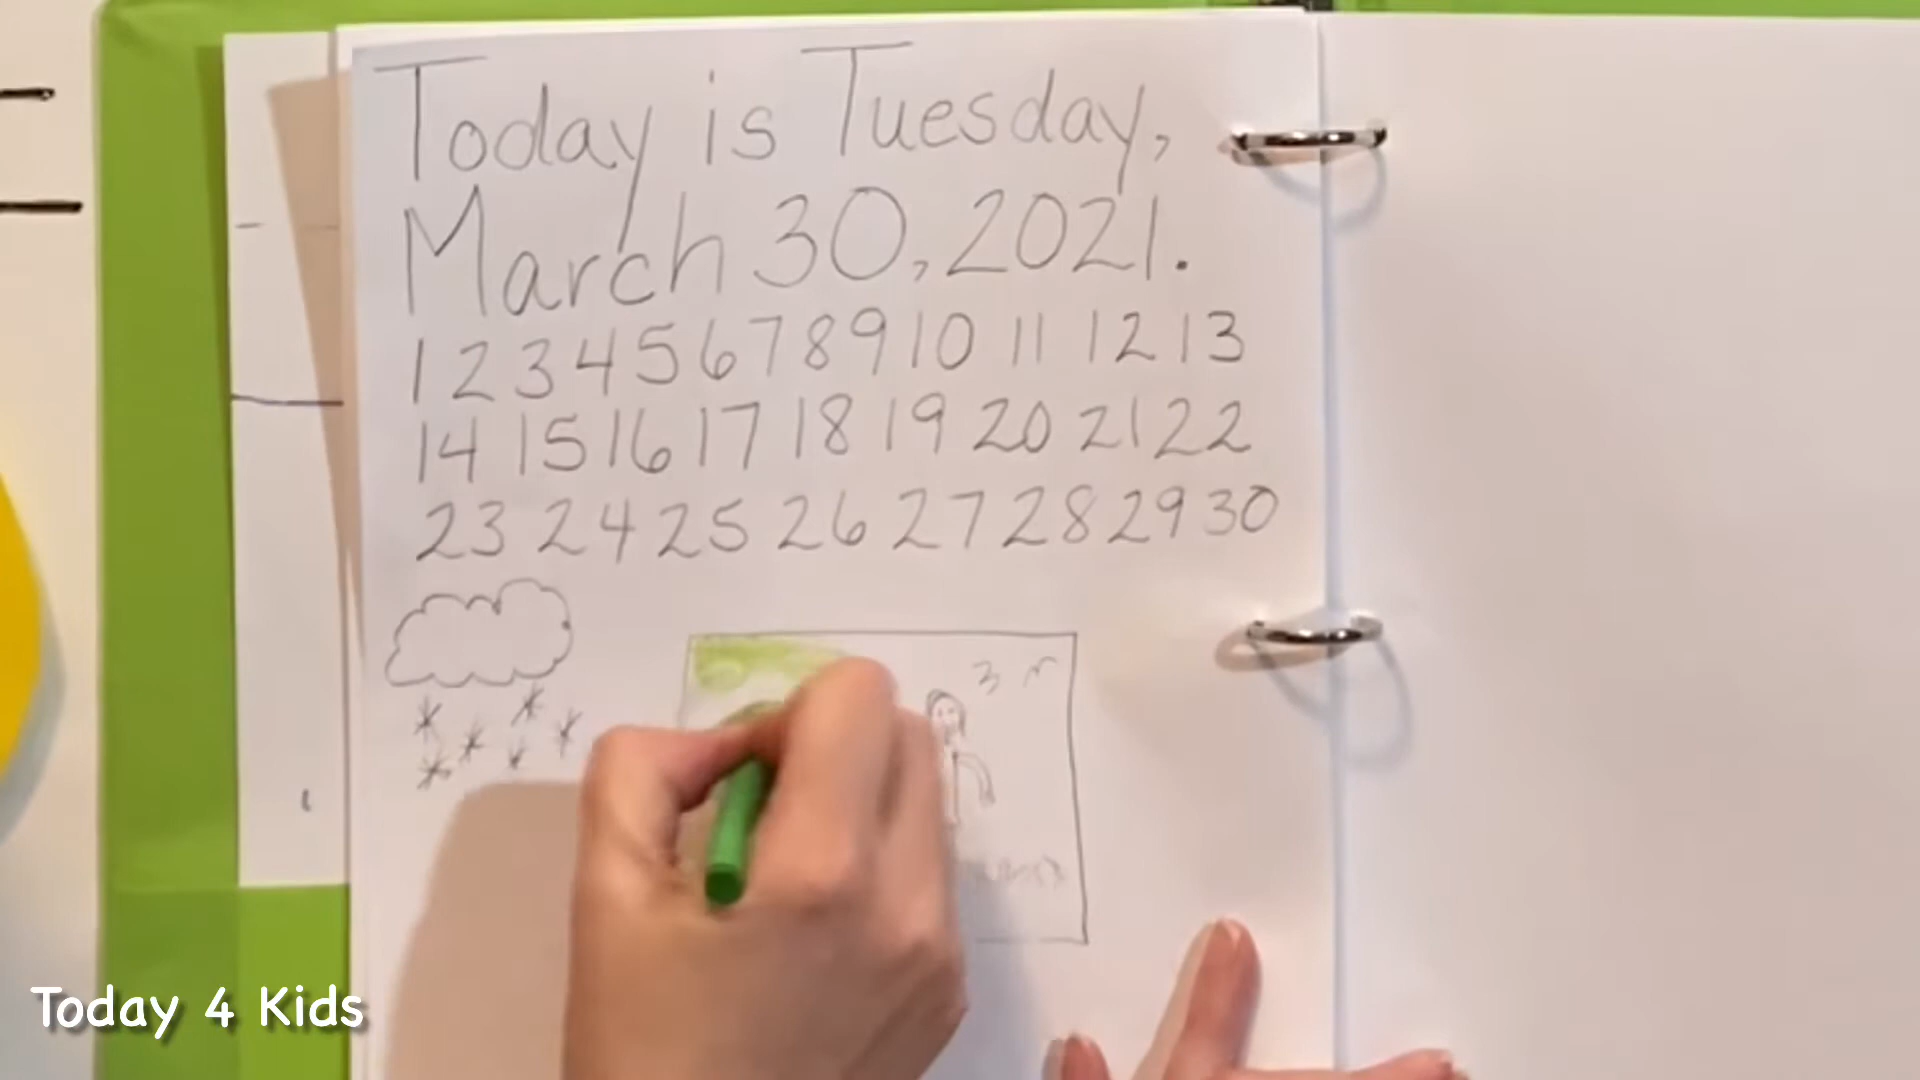 Today is Tuesday,
March 30, 2021.
1 2 3 4 5 6 7 8 9 10 11 12 13
14 15 16 17 18 19 20 21 22
23 24 25 26 27 28 29 30
3
Today 4 Kids